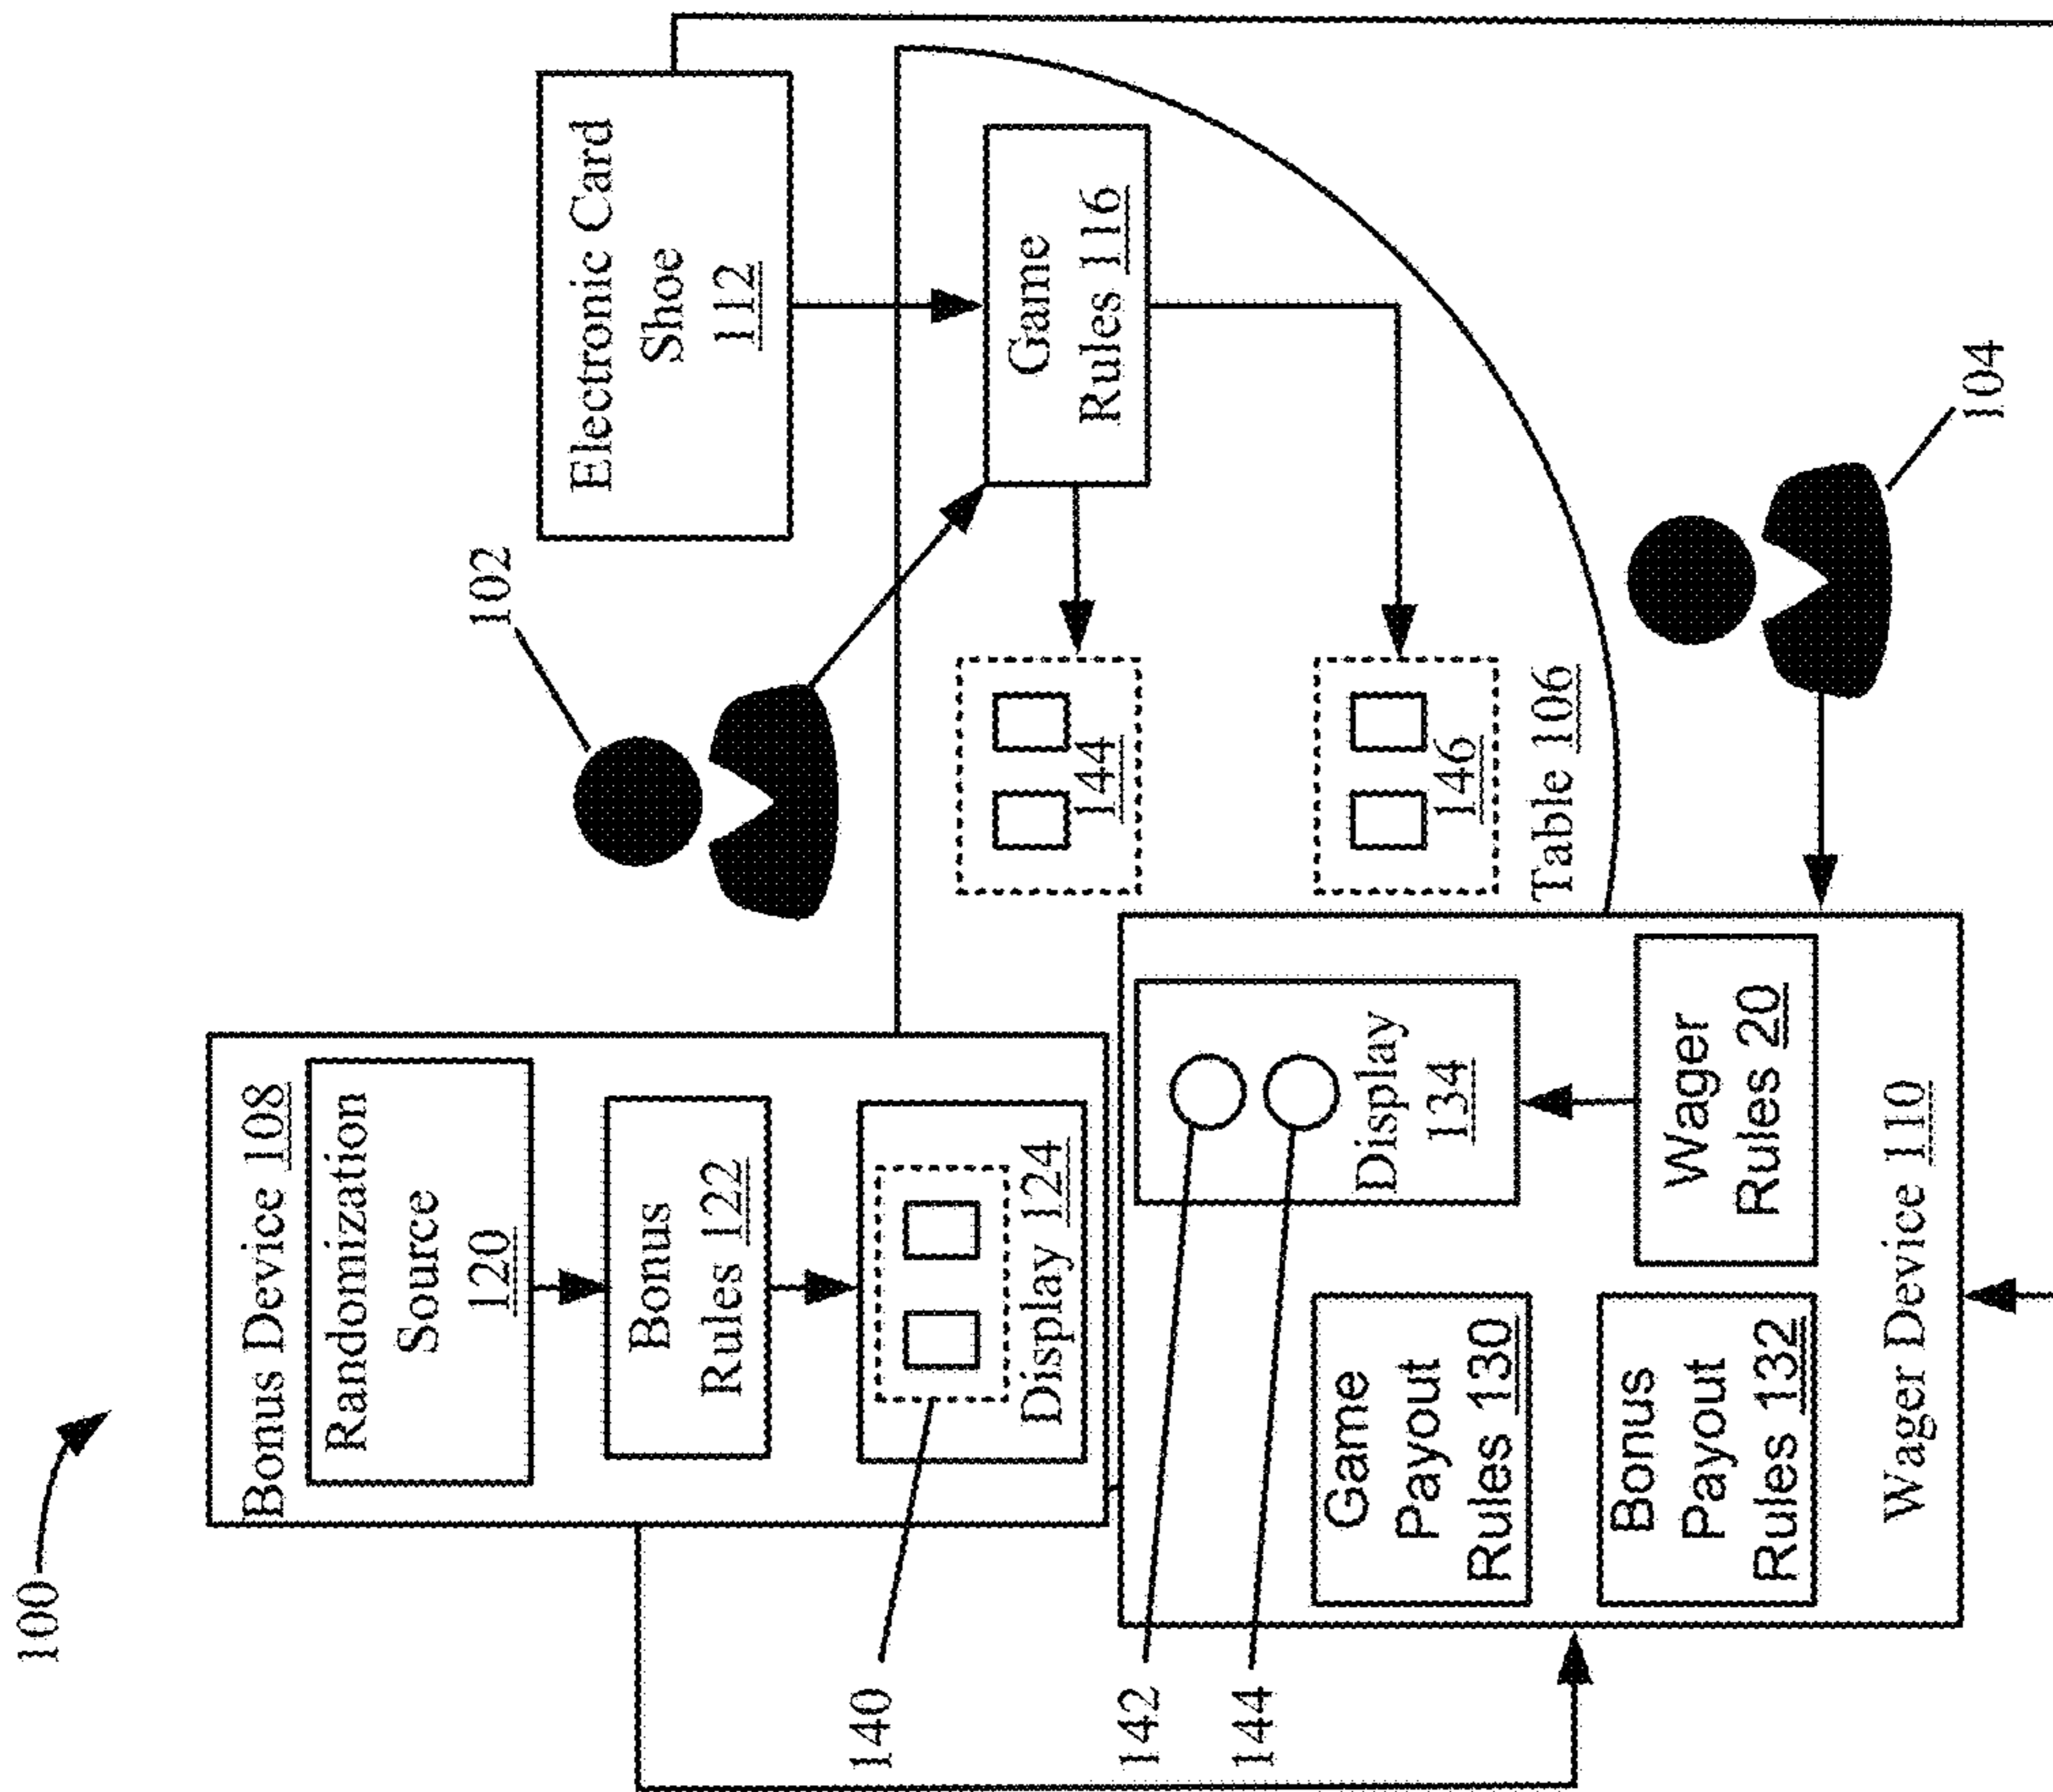 100
Bonus Device 108
Randomization
Source
120
Bonus
Rules 122
Display 124
140
102
Electronic Card
Shoe
112
Game
Rules 116
144
146
Table 106
104
142
144
Display
134
Game
Payout
Rules 130
Bonus
Payout
Rules 132
Wager
Rules 20
Wager Device 110